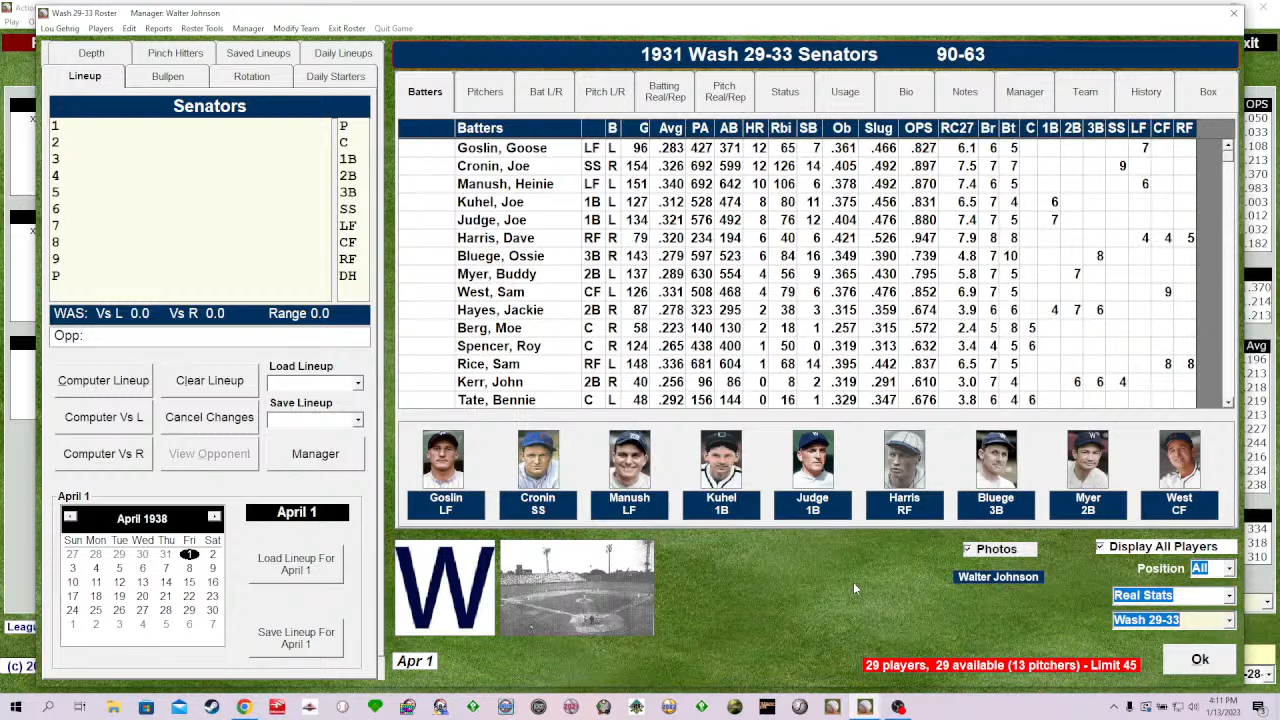 Action
Wash 29-33 Roster Manager: Walter Johnson
Play
Lou Gehrig Players Edit Reports Roster Tools Manager Modify Team Exit Roster Quit Game
Depth Pinch Hitters Saved Lineups Daily Lineups
Lineup Bullpen Rotation Daily Starters
Senators
1 P
2 C
3 1B
4 2B
5 3B
6 SS
7 LF
8 CF
9 RF
P DH
WAS: Vs L 0.0 Vs R 0.0 Range 0.0
Opp:
Computer Lineup Clear Lineup Load Lineup
Computer Vs L Cancel Changes Save Lineup
Computer Vs R View Opponent Manager
April 1
April 1938
Sun Mon Tue Wed Thu Fri Sat
27 28 29 30 31 1 2
3 4 5 6 7 8 9
10 11 12 13 14 15 16
17 18 19 20 21 22 23
24 25 26 27 28 29 30
1 2 3 4 5 6 7
April 1
Load Lineup For
April 1
Save Lineup For
April 1
1931 Wash 29-33 Senators 90-63
Batters Pitchers Bat L/R Pitch L/R Batting Real/Rep Pitch Real/Rep Status Usage Bio Notes Manager Team History Box
Batters B G Avg PA AB HR Rbi SB Ob Slug OPS RC27 Br Bt C 1B 2B 3B SS LF CF RF
Goslin, Goose LF L 96 .283 427 371 12 65 7 .361 .466 .827 6.1 6 5 7
Cronin, Joe SS R 154 .326 692 599 12 126 14 .405 .492 .897 7.5 7 7 9
Manush, Heinie LF L 151 .340 692 642 10 106 6 .378 .492 .870 7.4 6 5 6
Kuhel, Joe 1B L 127 .312 528 474 8 80 11 .375 .456 .831 6.5 7 4 6
Judge, Joe 1B L 134 .321 576 492 8 76 12 .404 .476 .880 7.4 8 5 7
Harris, Dave RF R 79 .320 234 194 6 40 6 .421 .526 .947 7.9 8 8 4 4 5
Bluege, Ossie 3B R 143 .279 597 523 6 84 16 .349 .390 .739 4.8 7 10 8
Myer, Buddy 2B L 137 .289 630 554 4 56 9 .365 .430 .795 5.8 7 5 7
West, Sam CF L 126 .331 508 468 4 79 6 .376 .476 .852 6.9 7 5 9
Hayes, Jackie 2B R 87 .278 323 295 2 38 3 .315 .359 .674 3.9 6 6 4 7 6
Berg, Moe C R 58 .223 140 130 2 18 1 .257 .315 .572 2.4 5 8 5
Spencer, Roy C R 124 .265 438 400 1 50 0 .319 .313 .632 3.4 4 5 6
Rice, Sam RF L 148 .336 681 604 1 68 14 .395 .442 .837 6.5 7 5 8 8
Kerr, John 2B R 40 .256 96 86 0 8 2 .319 .291 .610 3.0 7 4 6 6 4
Tate, Bennie C L 48 .292 156 144 0 16 1 .329 .347 .676 3.8 6 4 6
Goslin Cronin Manush Kuhel Judge Harris Bluege Myer West
LF SS LF 1B 1B RF 3B 2B CF
W
Apr 1
Photos
Walter Johnson
Display All Players
Position All
Real Stats
Wash 29-33
29 players, 29 available (13 pitchers) - Limit 45
Ok
xit
OPS
.050
Avg
Leagu
(c) 20
-28-
4:11 PM
1/13/2023